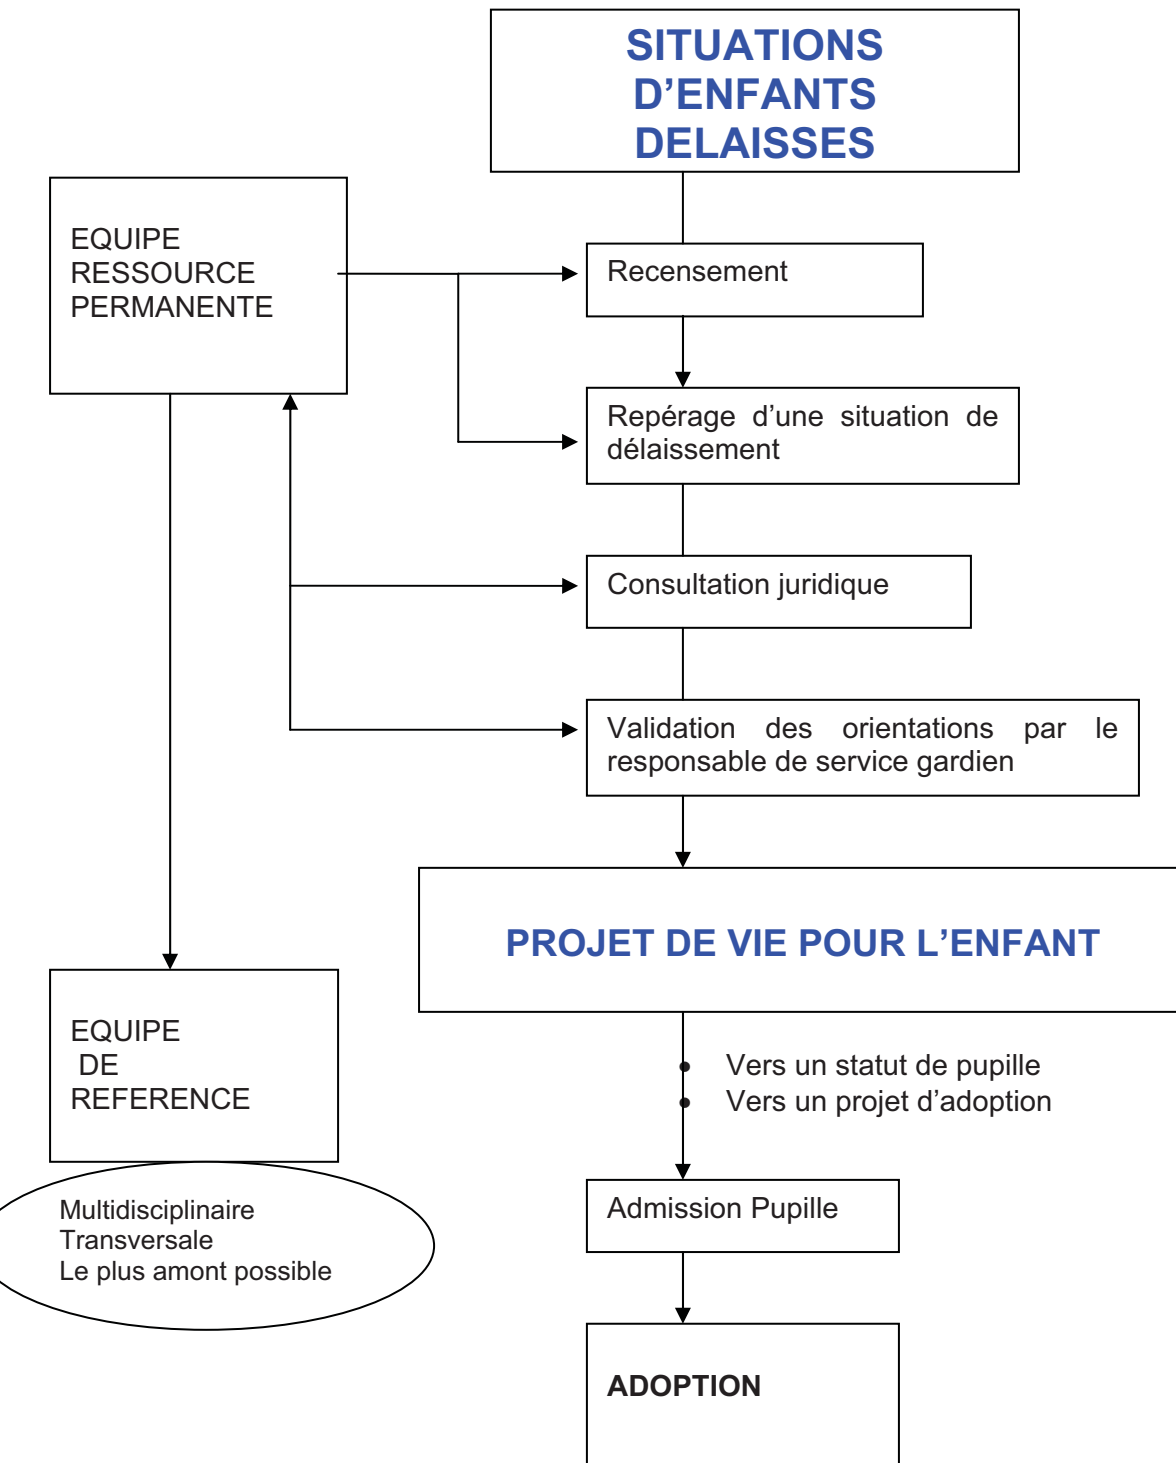 SITUATIONS
D’ENFANTS
DELAISSES
EQUIPE
RESSOURCE
PERMANENTE
Recensement
Repérage d’une situation de
délaissement
Consultation juridique
Validation des orientations par le
responsable de service gardien
PROJET DE VIE POUR L’ENFANT
EQUIPE
DE
REFERENCE
• Vers un statut de pupille
• Vers un projet d’adoption
Multidisciplinaire
Transversale
Le plus amont possible
Admission Pupille
ADOPTION